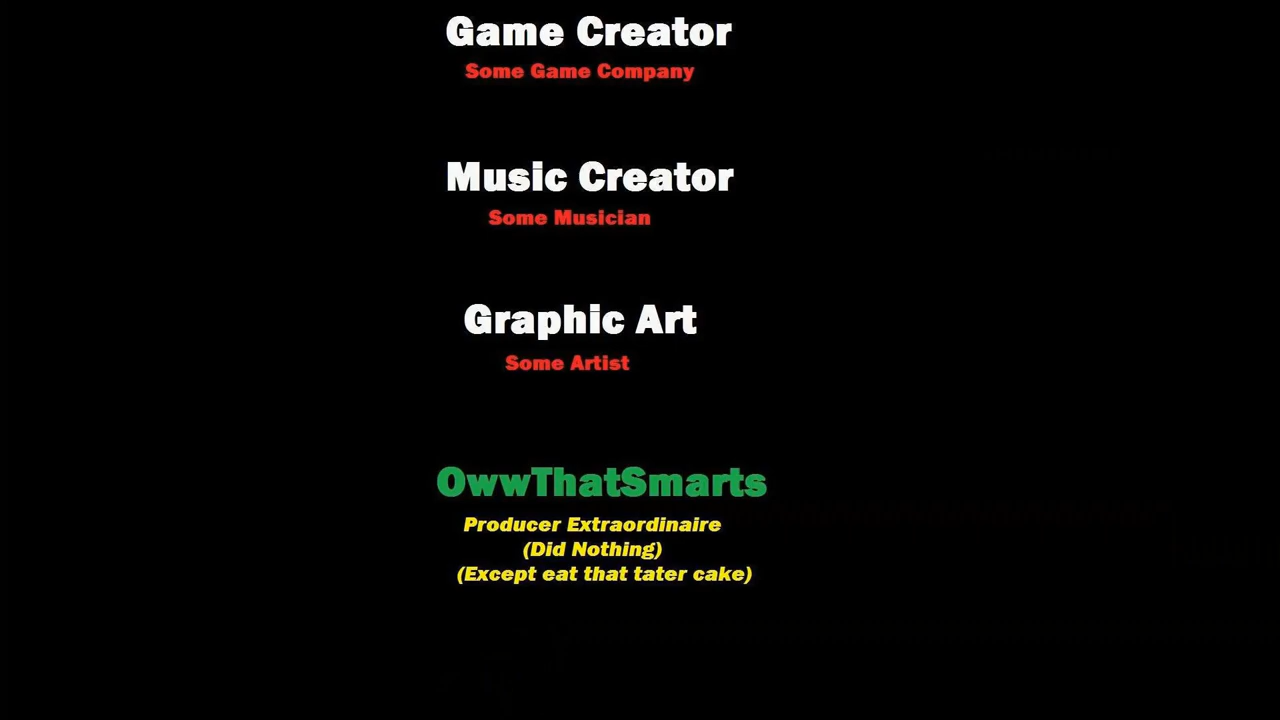 Game Creator
Some Game Company
Music Creator
Some Musician
Graphic Art
Some Artist
OwwThatSmarts
Producer Extraordinaire
(Did Nothing)
(Except eat that tater cake)